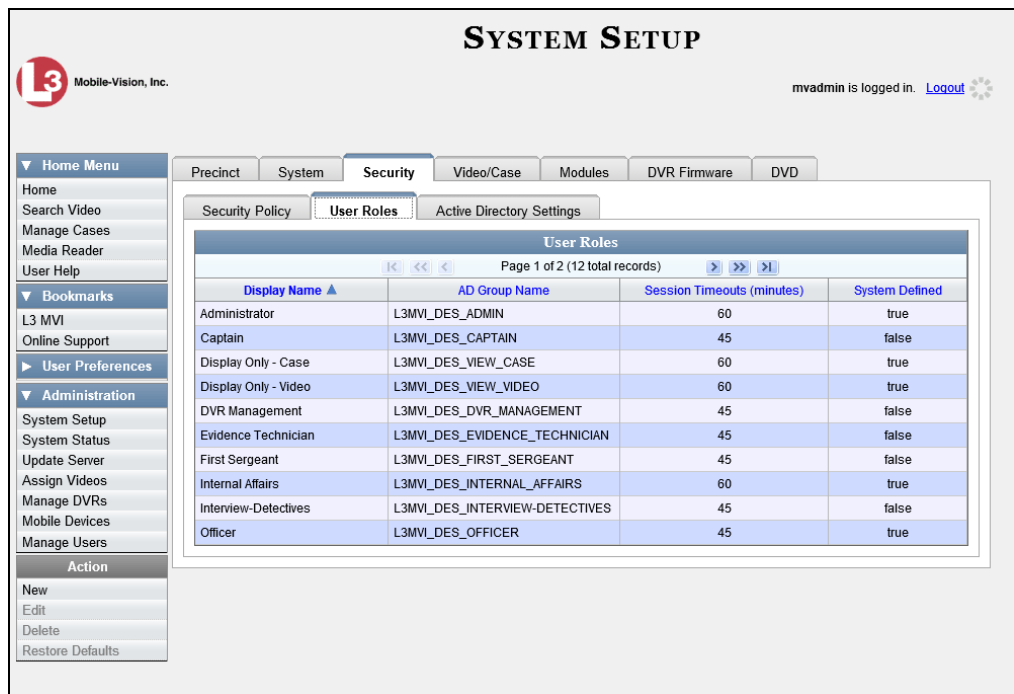 SYSTEM SETUP
L3 Mobile-Vision, Inc.
mvadmin is logged in. Logout
Home Menu
Home
Search Video
Manage Cases
Media Reader
User Help
Bookmarks
L3 MVI
Online Support
User Preferences
Administration
System Setup
System Status
Update Server
Assign Videos
Manage DVRs
Mobile Devices
Manage Users
Action
New
Edit
Delete
Restore Defaults
Precinct System Security Video/Case Modules DVR Firmware DVD
Security Policy User Roles Active Directory Settings
User Roles
Page 1 of 2 (12 total records)
Display Name AD Group Name Session Timeouts (minutes) System Defined
Administrator L3MVI_DES_ADMIN 60 true
Captain L3MVI_DES_CAPTAIN 45 false
Display Only - Case L3MVI_DES_VIEW_CASE 60 true
Display Only - Video L3MVI_DES_VIEW_VIDEO 60 true
DVR Management L3MVI_DES_DVR_MANAGEMENT 45 false
Evidence Technician L3MVI_DES_EVIDENCE_TECHNICIAN 45 false
First Sergeant L3MVI_DES_FIRST_SERGEANT 45 false
Internal Affairs L3MVI_DES_INTERNAL_AFFAIRS 60 true
Interview-Detectives L3MVI_DES_INTERVIEW-DETECTIVES 45 false
Officer L3MVI_DES_OFFICER 45 true